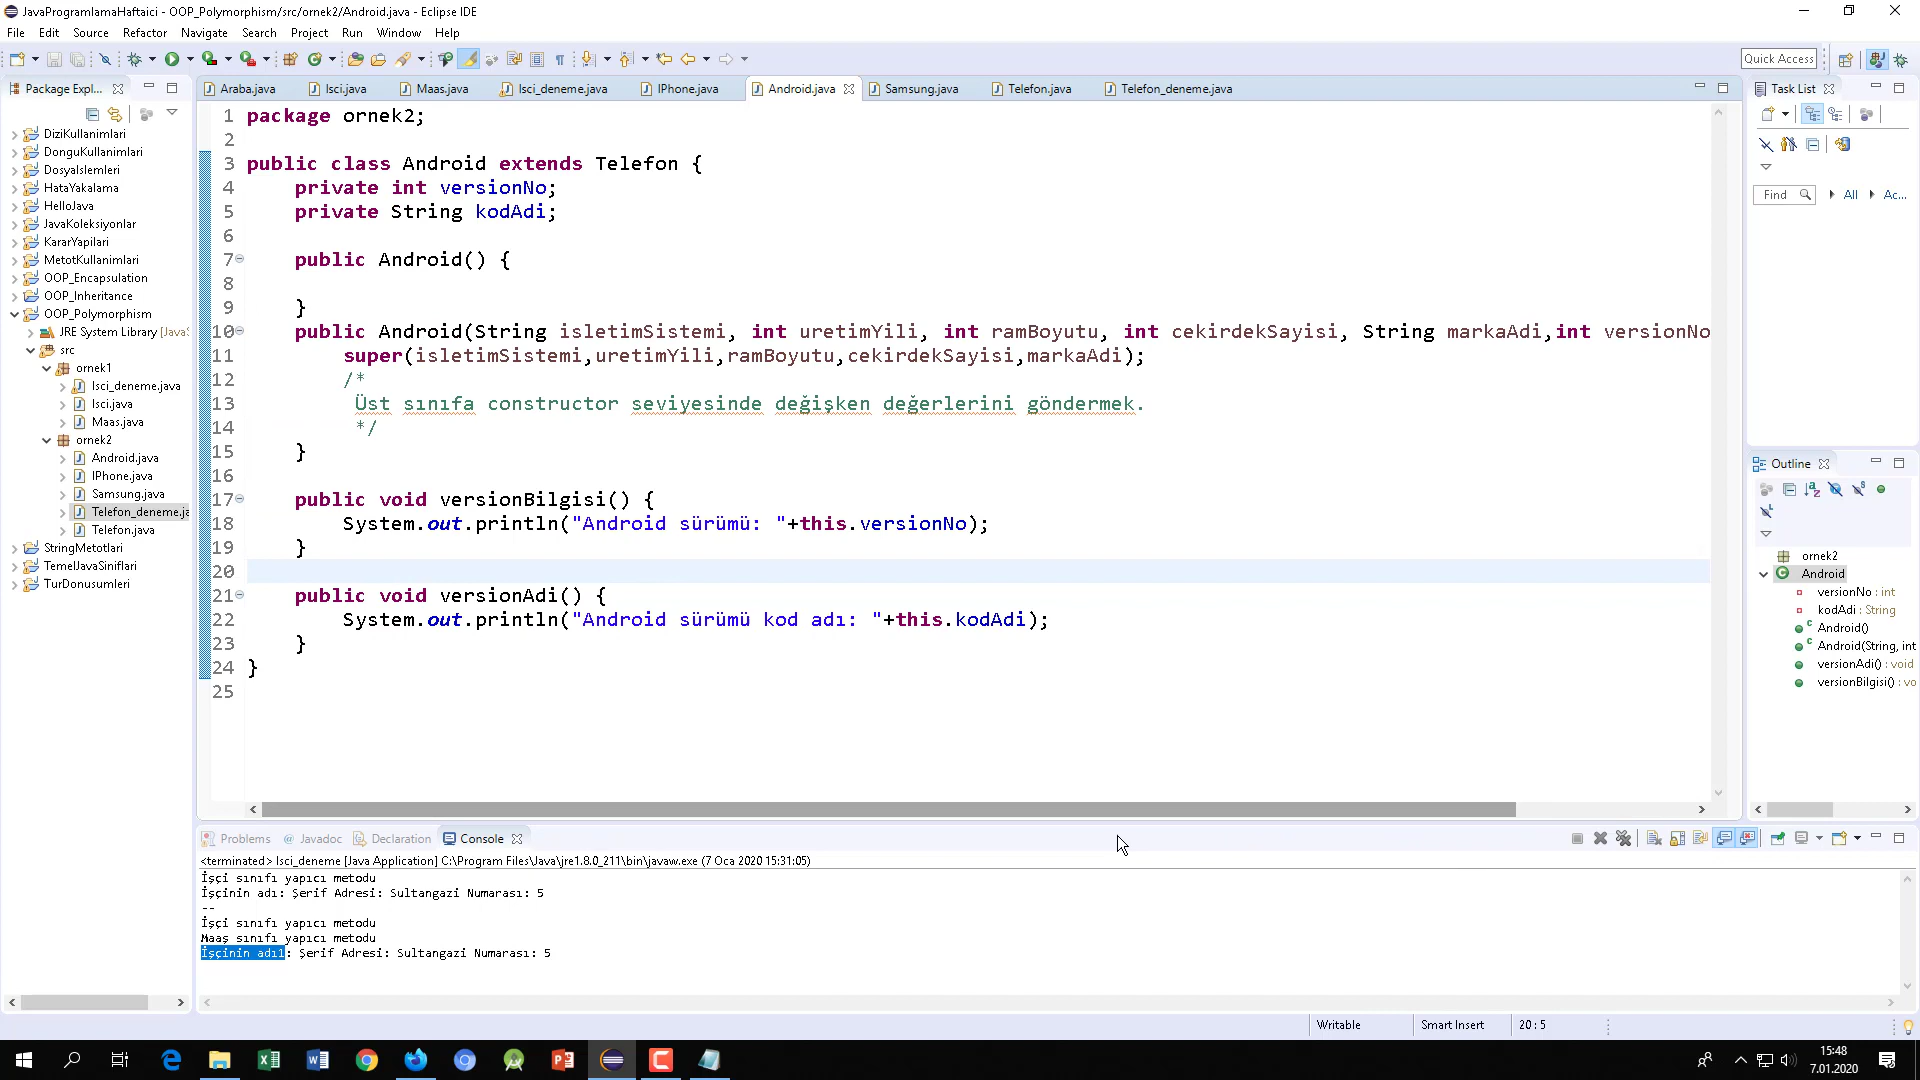 JavaProgramlamaHaftaici - OOP_Polymorphism/src/ornek2/Android.java - Eclipse IDE
File Edit Source Refactor Navigate Search Project Run Window Help
Quick Access
Package Expl...
DiziKullanimlari
DonguKullanimlari
DosyaIslemleri
HataYakalama
HelloJava
JavaKoleksiyonlar
KararYapilari
MetotKullanimlari
OOP_Encapsulation
OOP_Inheritance
OOP_Polymorphism
JRE System Library [JavaS
src
ornek1
Isci_deneme.java
Isci.java
Maas.java
ornek2
Android.java
IPhone.java
Samsung.java
Telefon_deneme.ja
Telefon.java
StringMetotlari
TemelJavaSiniflari
TurDonusumleri
Araba.java Isci.java Maas.java Isci_deneme.java IPhone.java Android.java Samsung.java Telefon.java Telefon_deneme.java
1 package ornek2;
2
3 public class Android extends Telefon {
4 private int versionNo;
5 private String kodAdi;
6
7 public Android() {
8
9 }
10 public Android(String isletimSistemi, int uretimYili, int ramBoyutu, int cekirdekSayisi, String markaAdi,int versionNo
11 super(isletimSistemi,uretimYili,ramBoyutu,cekirdekSayisi,markaAdi);
12 /*
13 Üst sınıfa constructor seviyesinde değişken değerlerini göndermek.
14 */
15 }
16
17 public void versionBilgisi() {
18 System.out.println("Android sürümü: "+this.versionNo);
19 }
20
21 public void versionAdi() {
22 System.out.println("Android sürümü kod adı: "+this.kodAdi);
23 }
24 }
25
Task List
Find All Ac...
Outline
ornek2
Android
versionNo : int
kodAdi : String
Android()
Android(String, int
versionAdi() : void
versionBilgisi() : vo
Problems Javadoc Declaration Console
<terminated> Isci_deneme [Java Application] C:\Program Files\Java\jre1.8.0_211\bin\javaw.exe (7 Oca 2020 15:31:05)
İşçi sınıfı yapıcı metodu
İşçinin adı: Şerif Adresi: Sultangazi Numarası: 5
--
İşçi sınıfı yapıcı metodu
Maaş sınıfı yapıcı metodu
İşçinin adı1: Şerif Adresi: Sultangazi Numarası: 5
Writable Smart Insert 20 : 5
15:48
7.01.2020